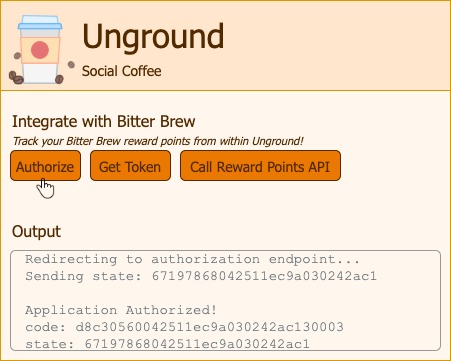 Unground
Social Coffee
Integrate with Bitter Brew
Track your Bitter Brew reward points from within Unground!
Authorize Get Token Call Reward Points API
Output
Redirecting to authorization endpoint...
Sending state: 67197868042511ec9a030242ac1
Application Authorized!
code: d8c30560042511ec9a030242ac130003
state: 67197868042511ec9a030242ac1